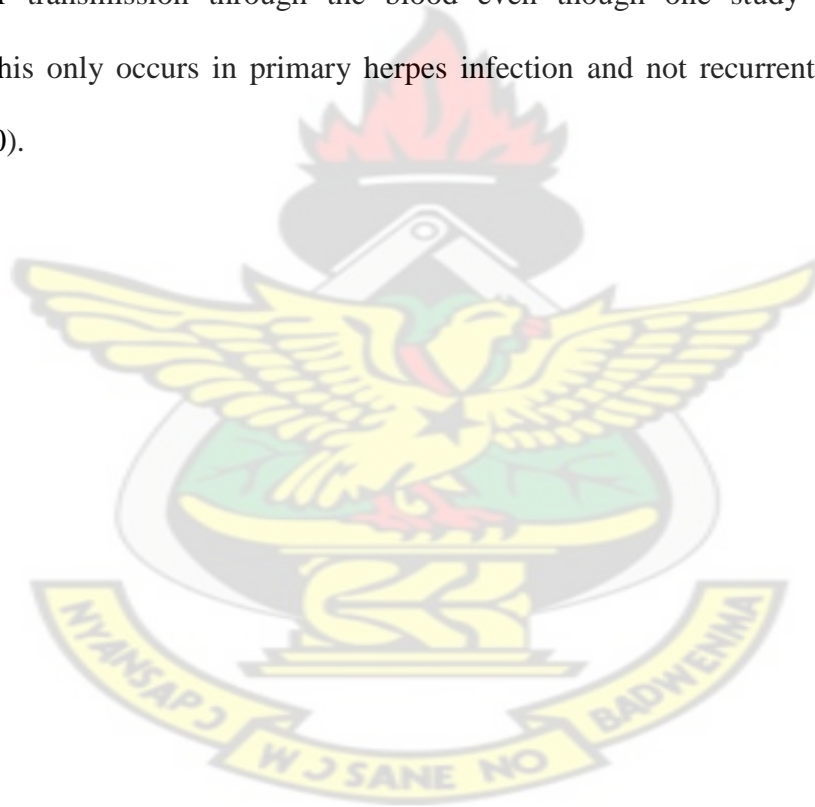 transmission through the blood even though one study
his only occurs in primary herpes infection and not recurrent
0).
NYANSAPƆ
WƆSANE NO
BADWENMA